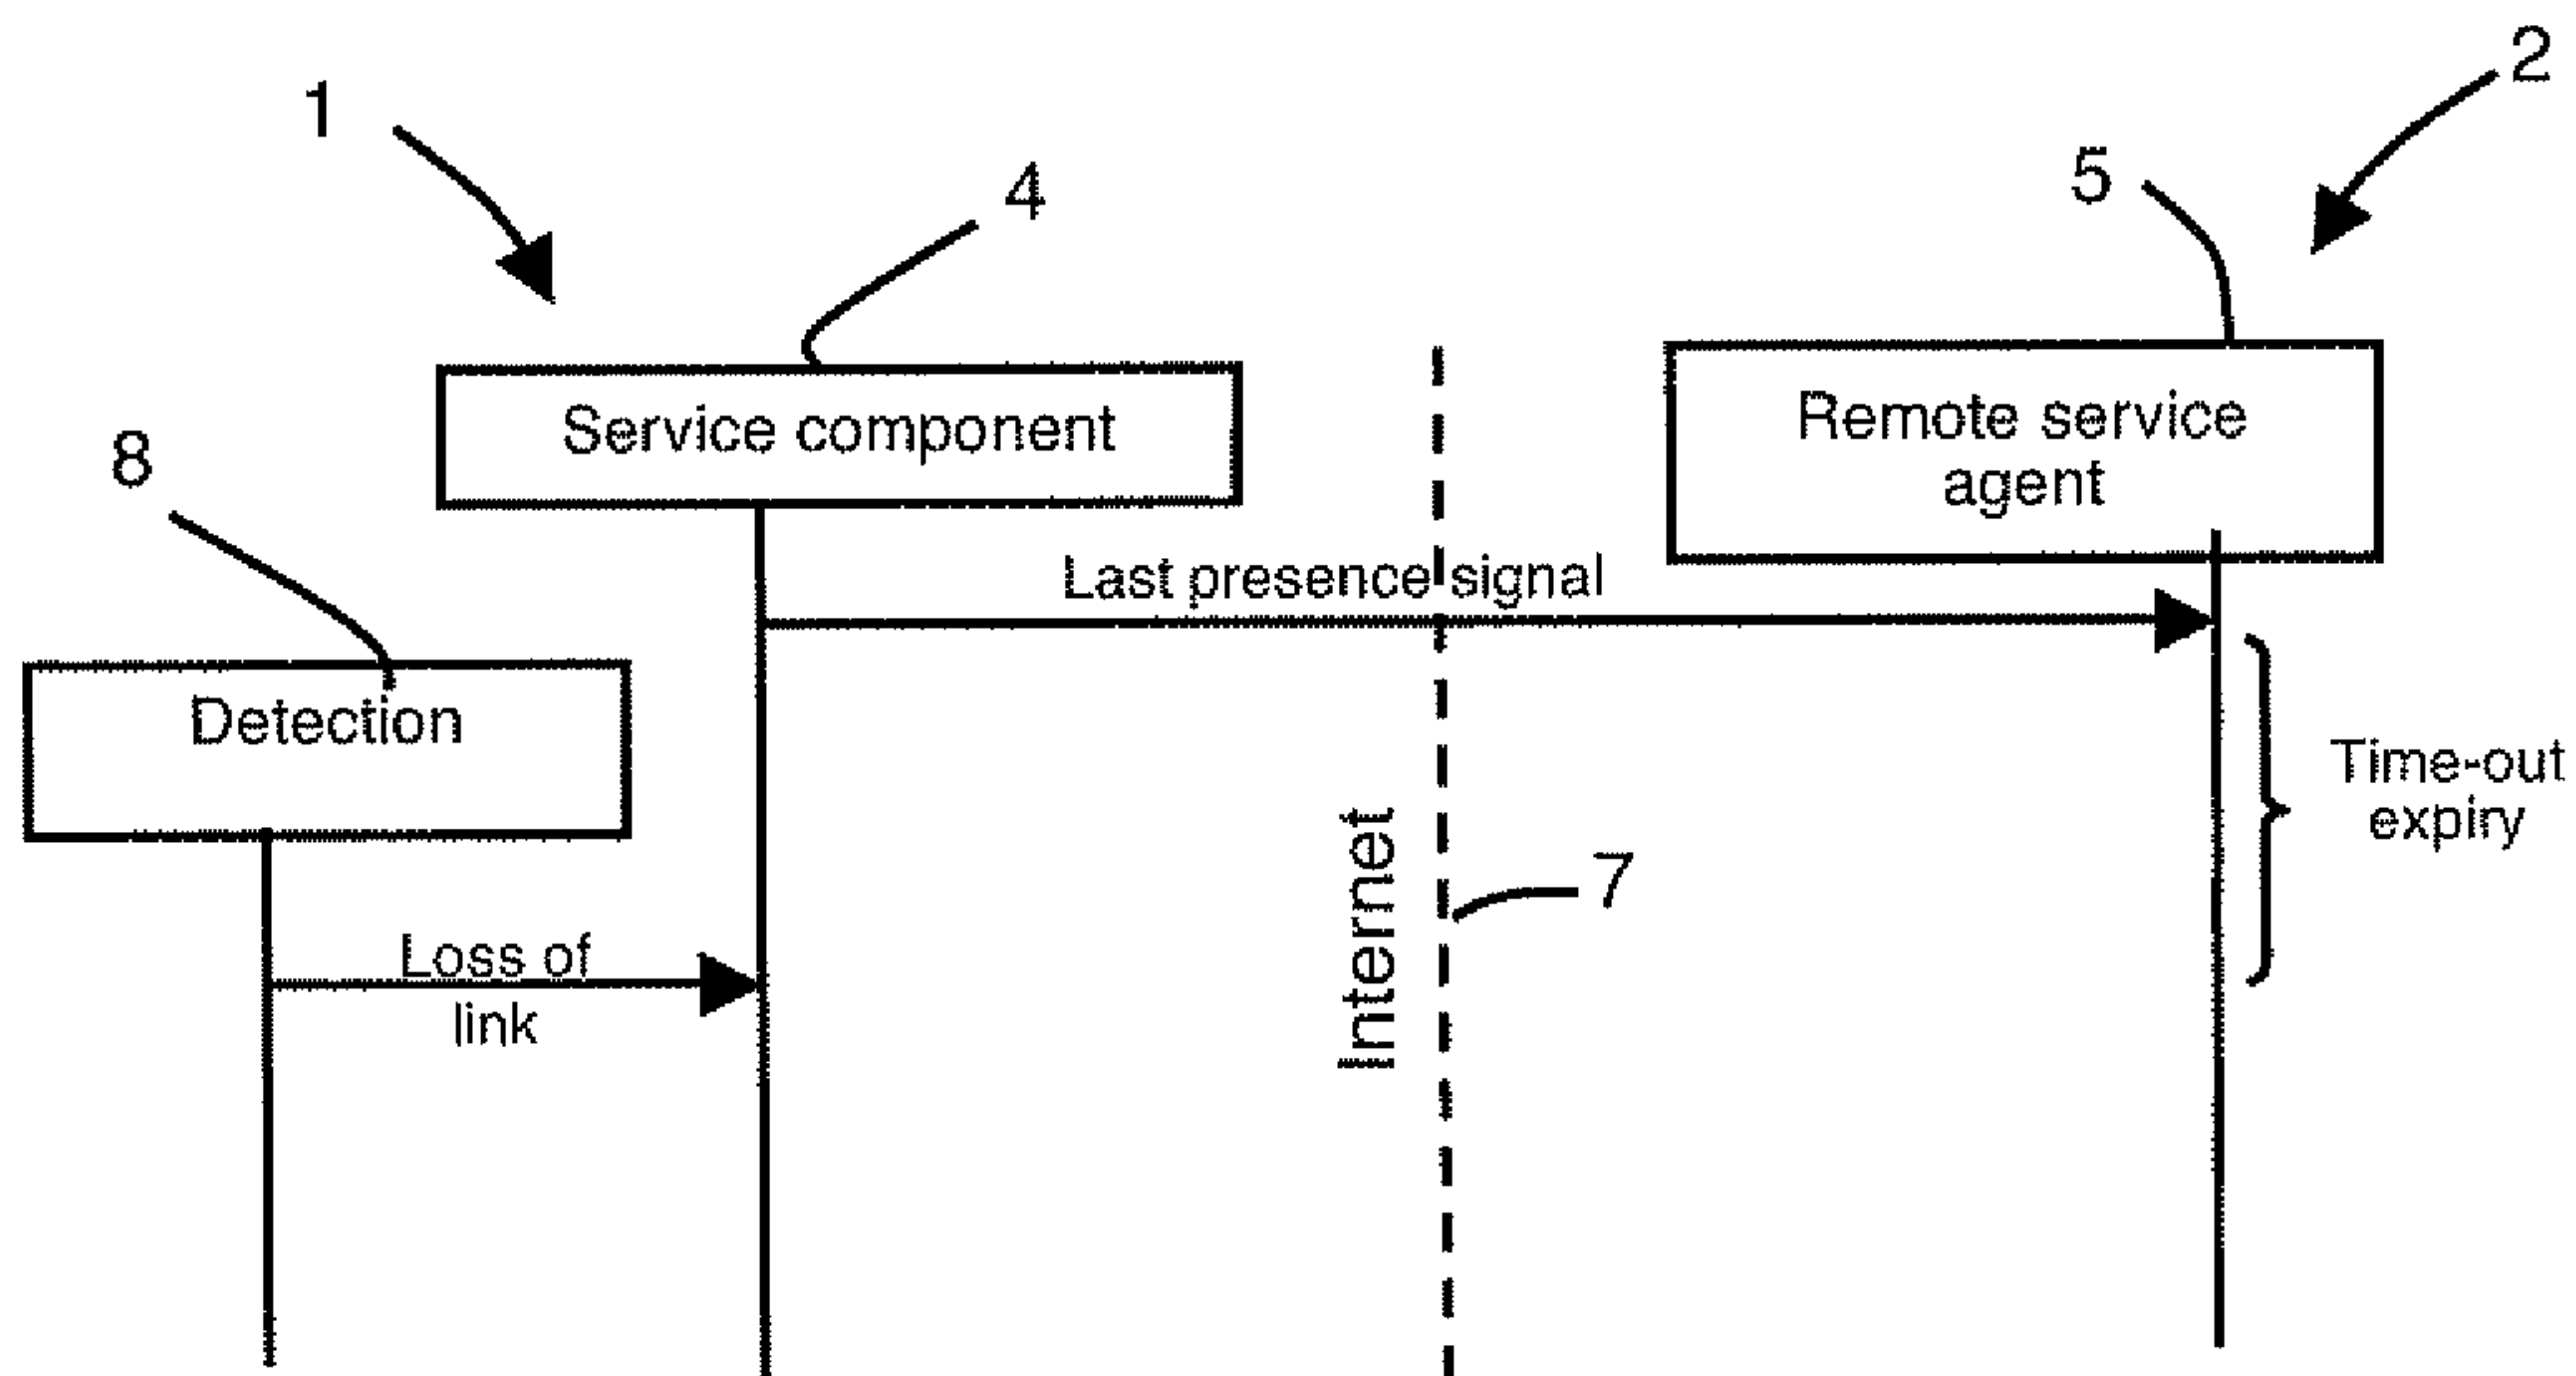 1
2
4
5
Service component
Remote service
agent
8
Last presence signal
Detection
Time-out
expiry
Internet
7
Loss of
link